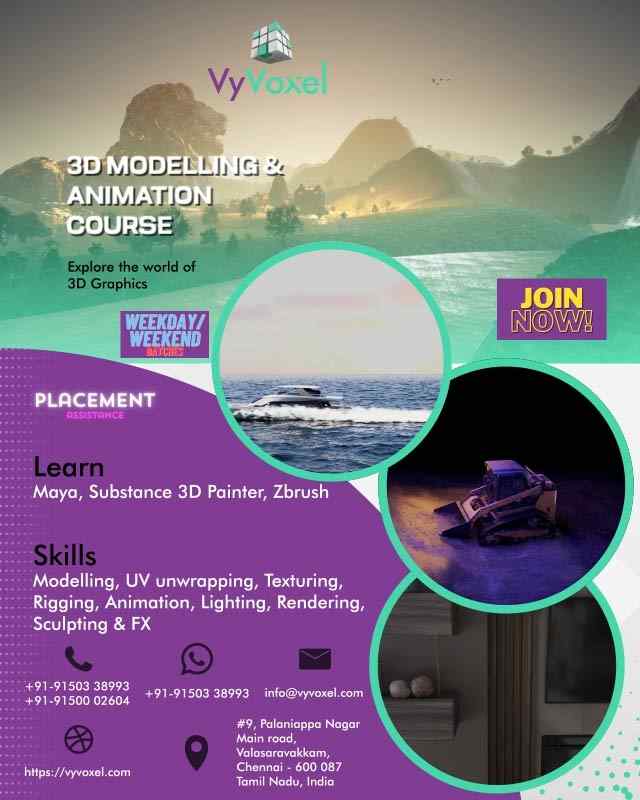 VyVoxel
3D MODELLING &
ANIMATION
COURSE
Explore the world of
3D Graphics
WEEKDAY/
WEEKEND
BATCHES
JOIN
NOW!
PLACEMENT
ASSISTANCE
Learn
Maya, Substance 3D Painter, Zbrush
Skills
Modelling, UV unwrapping, Texturing,
Rigging, Animation, Lighting, Rendering,
Sculpting & FX
+91-91503 38993
+91-91500 02604
+91-91503 38993
info@vyvoxel.com
https://vyvoxel.com
#9, Palaniappa Nagar
Main road,
Valasaravakkam,
Chennai - 600 087
Tamil Nadu, India